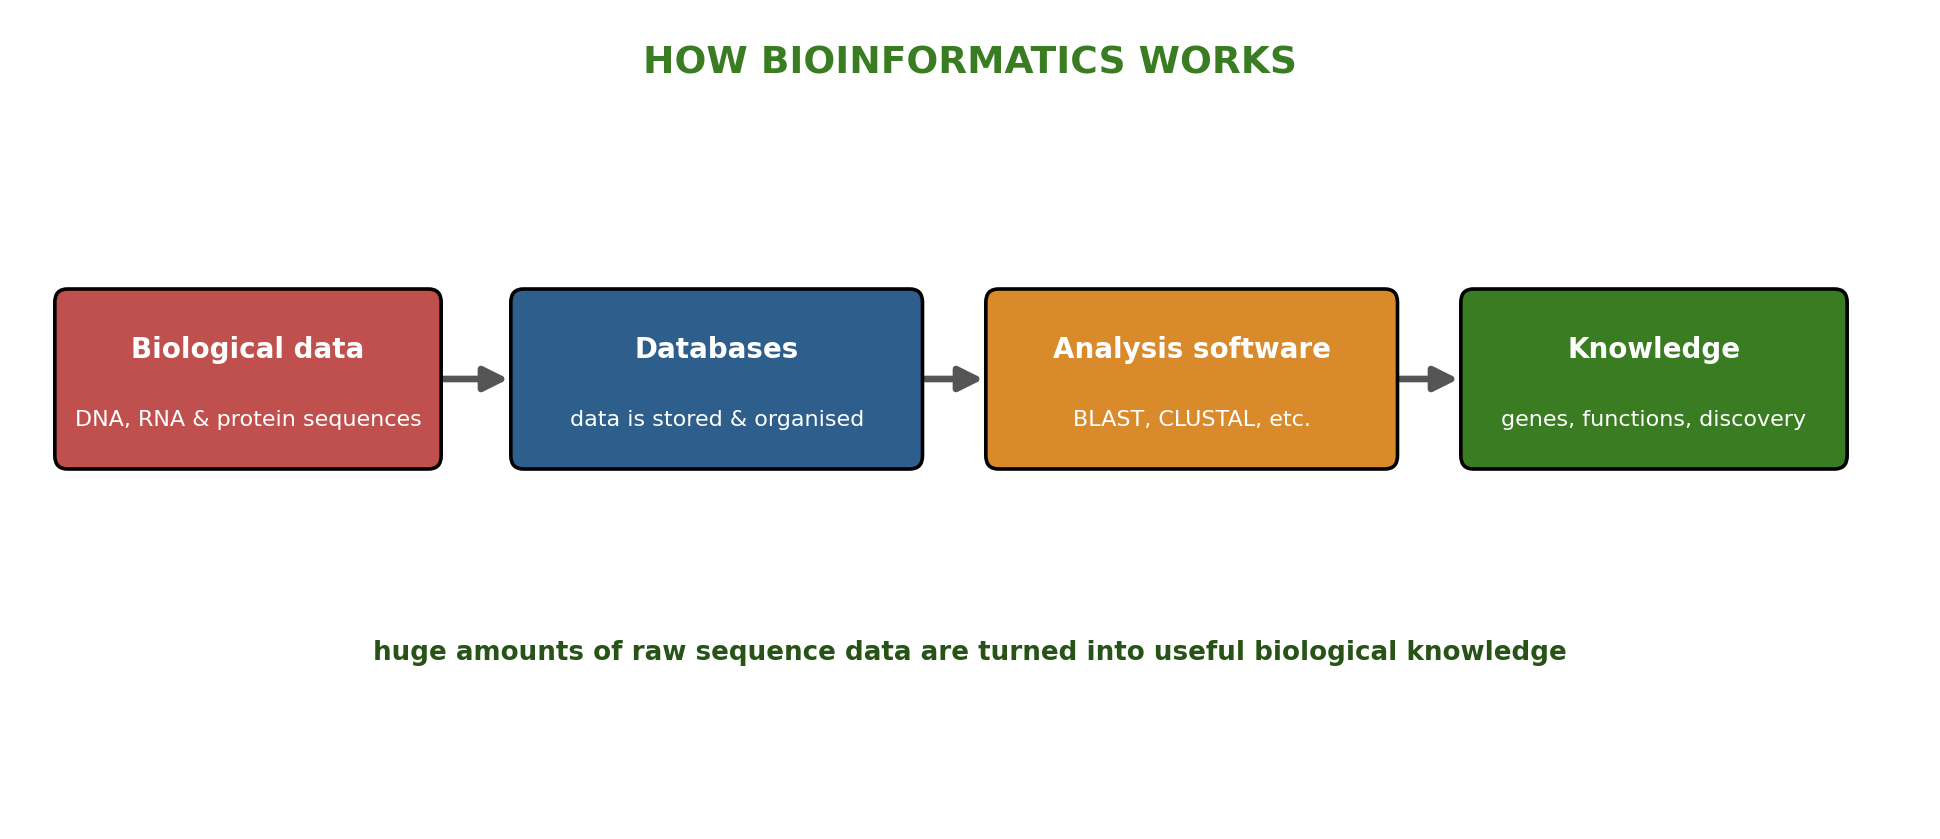 HOW BIOINFORMATICS WORKS
Biological data
DNA, RNA & protein sequences
Databases
data is stored & organised
Analysis software
BLAST, CLUSTAL, etc.
Knowledge
genes, functions, discovery
huge amounts of raw sequence data are turned into useful biological knowledge